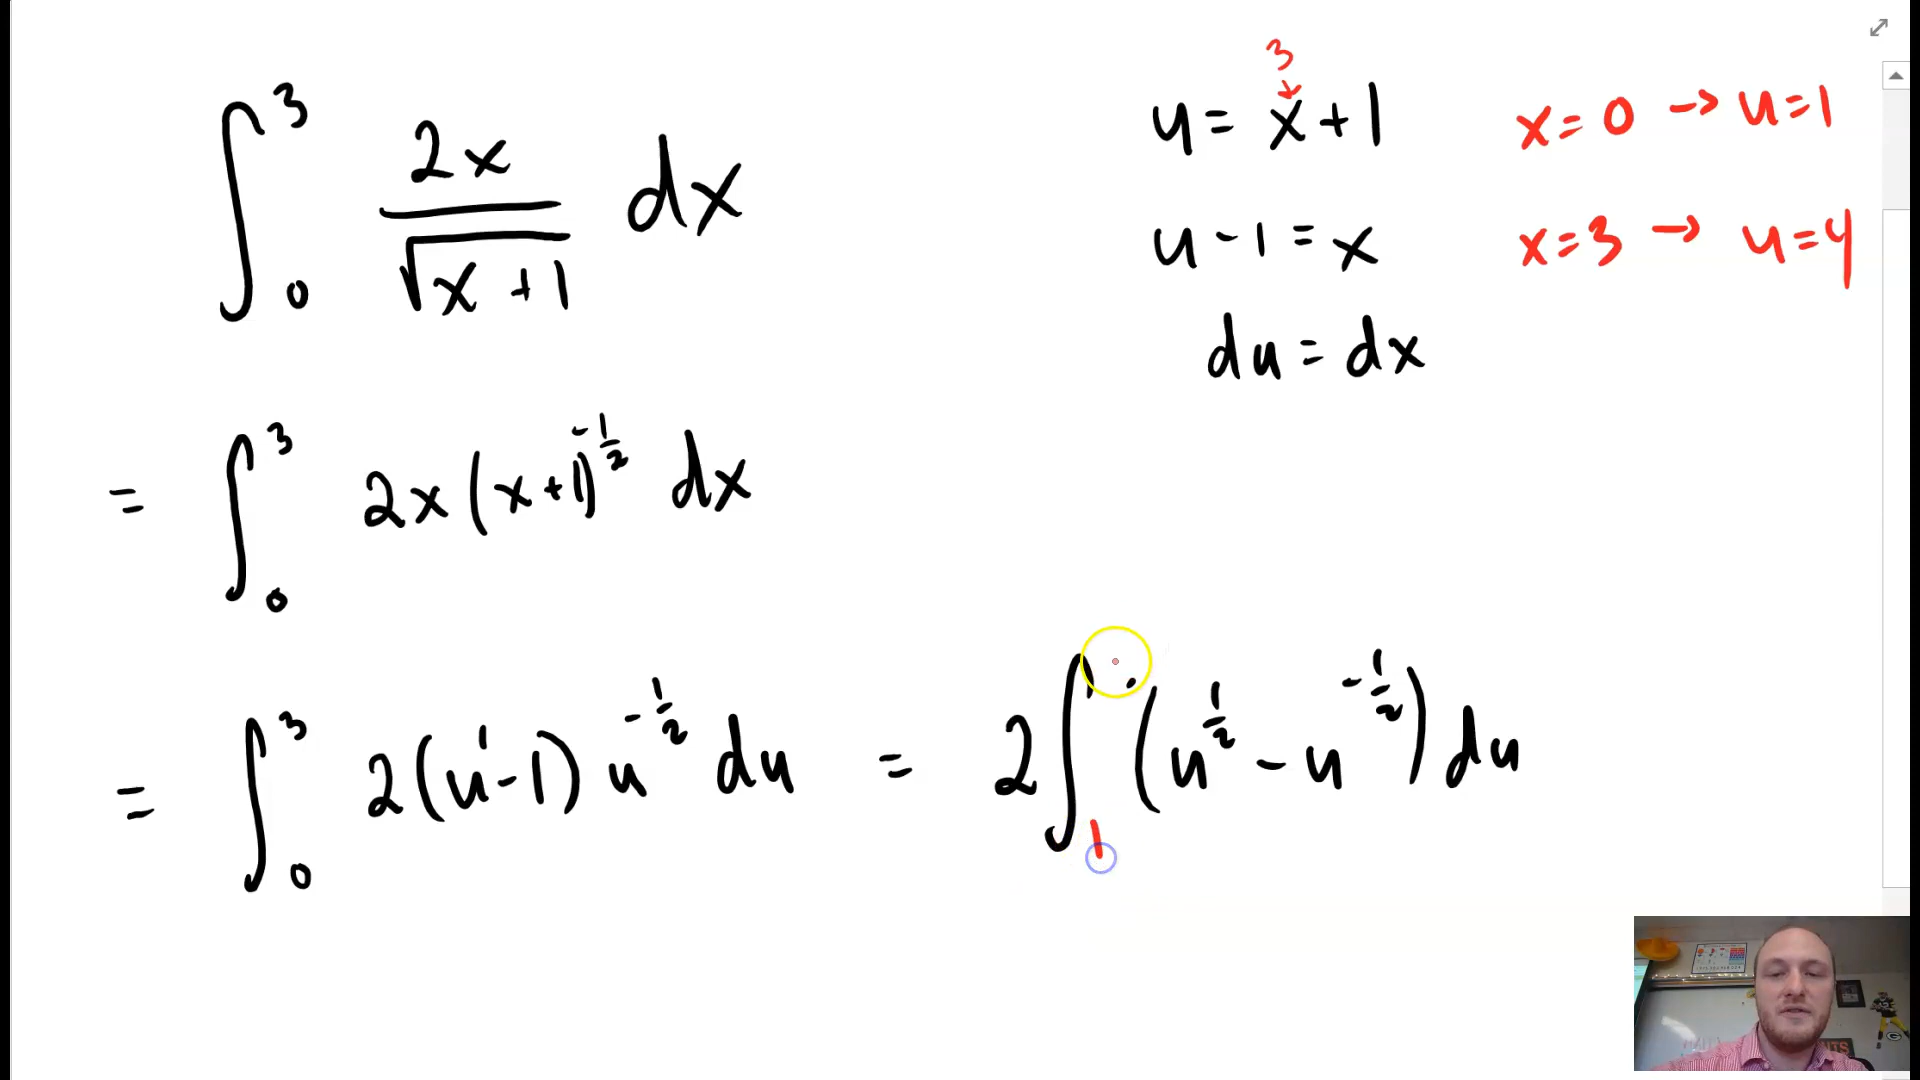 ∫₀³ 2x/√(x+1) dx
3
↓
u = x + 1
x = 0 → u = 1
u - 1 = x
x = 3 → u = 4
du = dx
= ∫₀³ 2x(x+1)^(-1/2) dx
= ∫₀³ 2(u¹-1) u^(-1/2) du = 2∫₁ (u^(1/2) - u^(-1/2)) du